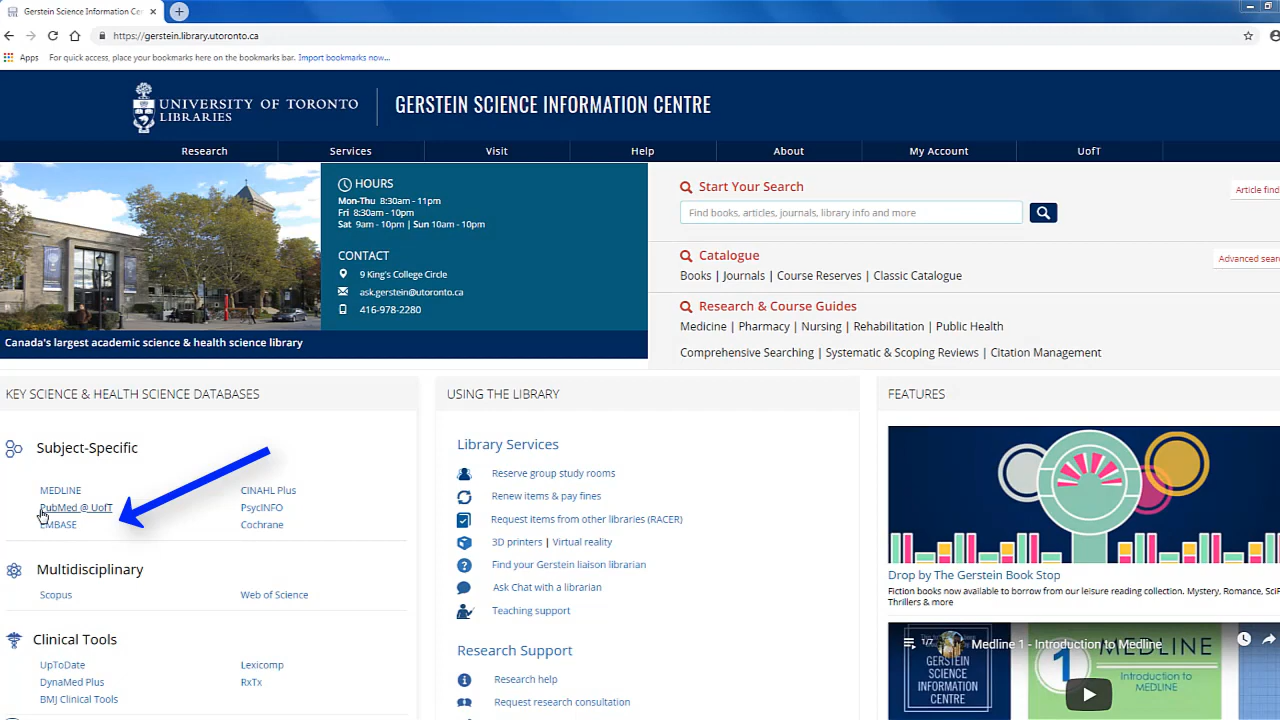 Gerstein Science Information Ce
https://gerstein.library.utoronto.ca
Apps For quick access, place your bookmarks here on the bookmarks bar. Import bookmarks now...
UNIVERSITY OF TORONTO
LIBRARIES
GERSTEIN SCIENCE INFORMATION CENTRE
Research Services Visit Help About My Account UofT
HOURS
Mon-Thu 8:30am - 11pm
Fri 8:30am - 10pm
Sat 9am - 10pm | Sun 10am - 10pm
CONTACT
9 King's College Circle
ask.gerstein@utoronto.ca
416-978-2280
Canada's largest academic science & health science library
Start Your Search
Article find
Find books, articles, journals, library info and more
Catalogue
Advanced sear
Books | Journals | Course Reserves | Classic Catalogue
Research & Course Guides
Medicine | Pharmacy | Nursing | Rehabilitation | Public Health
Comprehensive Searching | Systematic & Scoping Reviews | Citation Management
KEY SCIENCE & HEALTH SCIENCE DATABASES
Subject-Specific
MEDLINE CINAHL Plus
PubMed @ UofT PsycINFO
EMBASE Cochrane
Multidisciplinary
Scopus Web of Science
Clinical Tools
UpToDate Lexicomp
DynaMed Plus RxTx
BMJ Clinical Tools
USING THE LIBRARY
Library Services
Reserve group study rooms
Renew items & pay fines
Request items from other libraries (RACER)
3D printers | Virtual reality
Find your Gerstein liaison librarian
Ask Chat with a librarian
Teaching support
Research Support
Research help
Request research consultation
FEATURES
Drop by The Gerstein Book Stop
Fiction books now available to borrow from our leisure reading collection. Mystery, Romance, SciF
Thrillers & more
1/7 Medline 1 - Introduction to Medline
GERSTEIN
SCIENCE
INFORMATION
CENTRE
1
MEDLINE
Introduction to
MEDLINE